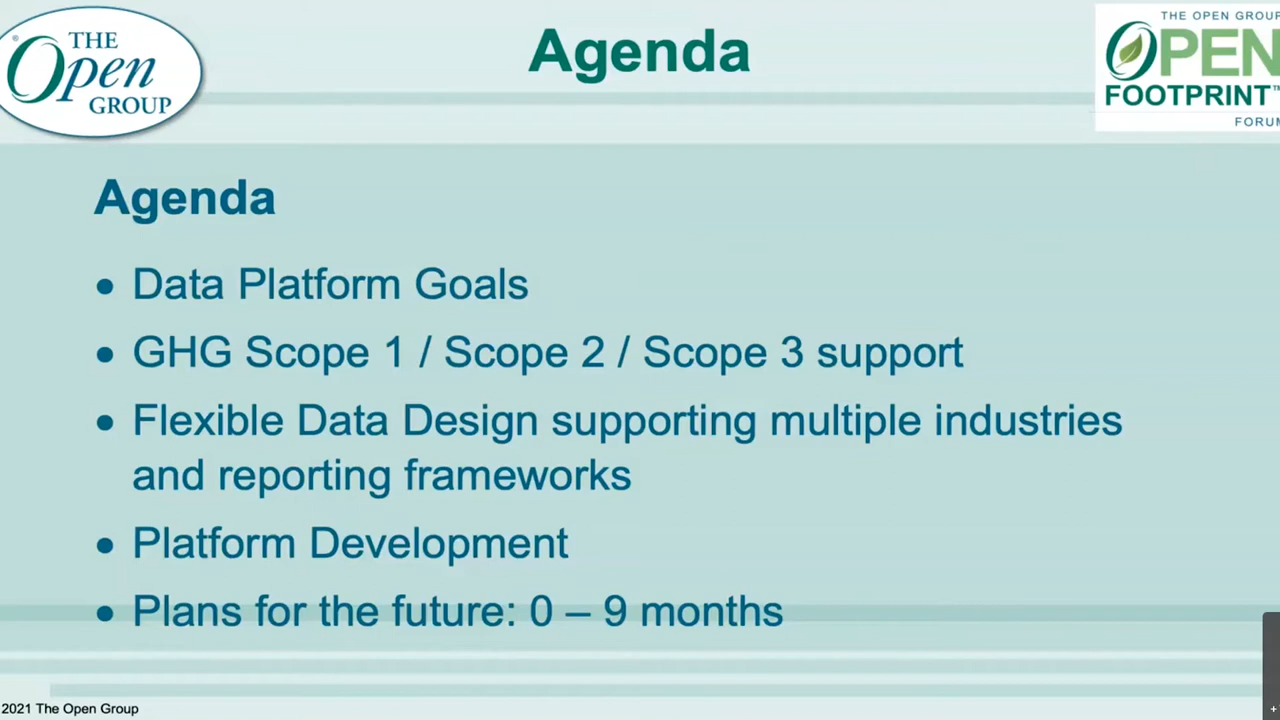 Agenda
® THE
Open
GROUP
THE OPEN GROUP
OPEN
FOOTPRINT™
FORUM
Agenda
• Data Platform Goals
• GHG Scope 1 / Scope 2 / Scope 3 support
• Flexible Data Design supporting multiple industries
and reporting frameworks
• Platform Development
• Plans for the future: 0 – 9 months
2021 The Open Group
+